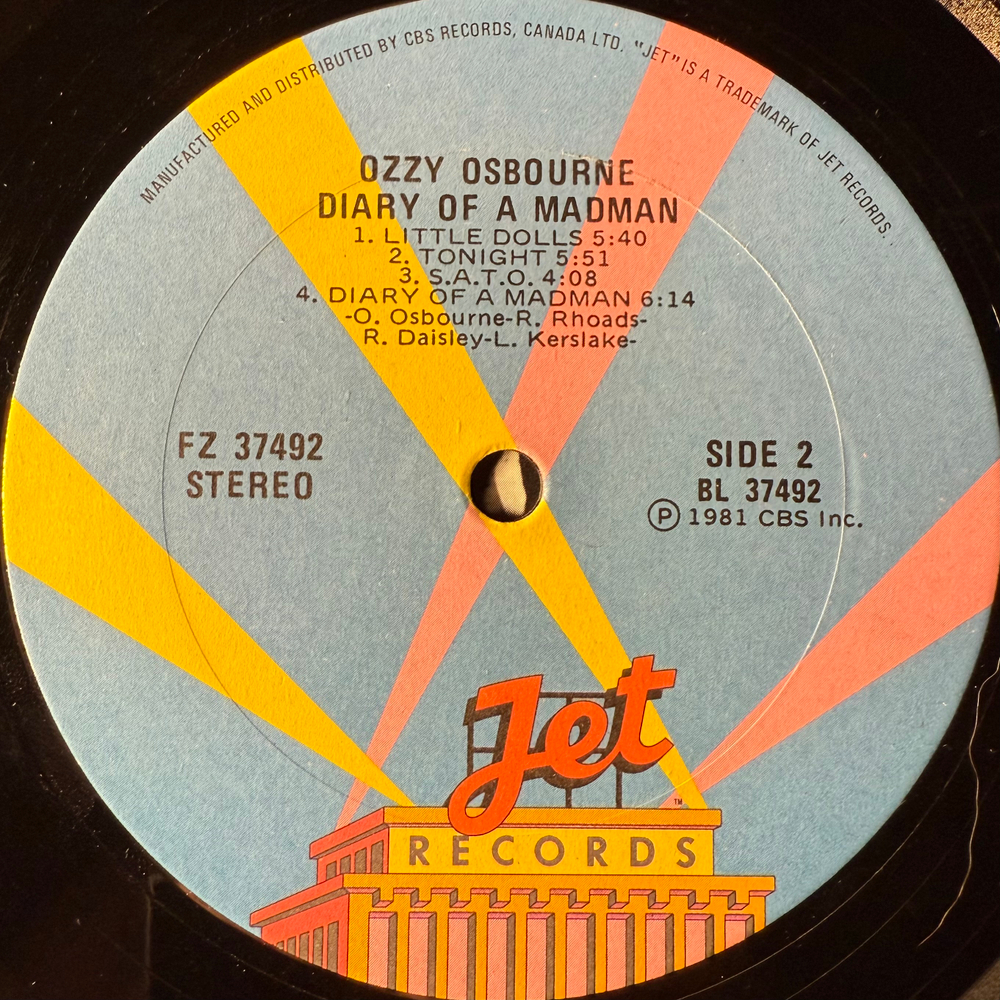 MANUFACTURED AND DISTRIBUTED BY CBS RECORDS, CANADA LTD. "JET" IS A TRADEMARK OF JET RECORDS.
OZZY OSBOURNE
DIARY OF A MADMAN
1. LITTLE DOLLS 5:40
2. TONIGHT 5:51
3. S.A.T.O. 4:08
4. DIARY OF A MADMAN 6:14
-O. Osbourne-R. Rhoads-
R. Daisley-L. Kerslake-
FZ 37492
STEREO
SIDE 2
BL 37492
Ⓟ 1981 CBS Inc.
Jet
TM
RECORDS